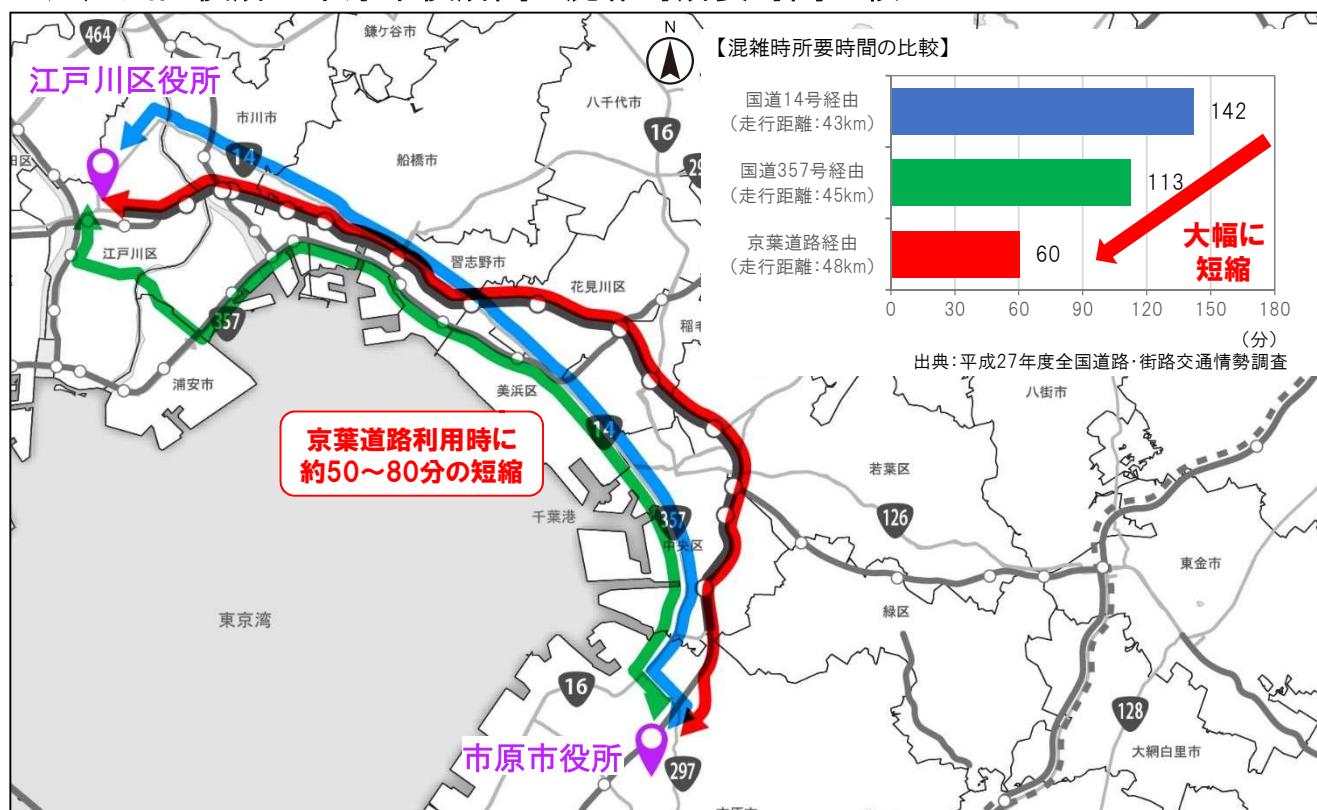 464
鎌ケ谷市
N
江戸川区役所
市川市
八千代市
16
14
船橋市
江戸川区
習志野市
花見川区
357
浦安市
美浜区
京葉道路利用時に
約50～80分の短縮
14
若葉区
千葉港
126
357
中央区
八街市
東金市
東京湾
緑区
16
128
市原市役所
297
大網白里市
【混雑時所要時間の比較】
国道14号経由
(走行距離:43km)
142
国道357号経由
(走行距離:45km)
113
京葉道路経由
(走行距離:48km)
60
大幅に
短縮
0 30 60 90 120 150 180
(分)
出典:平成27年度全国道路・街路交通情勢調査